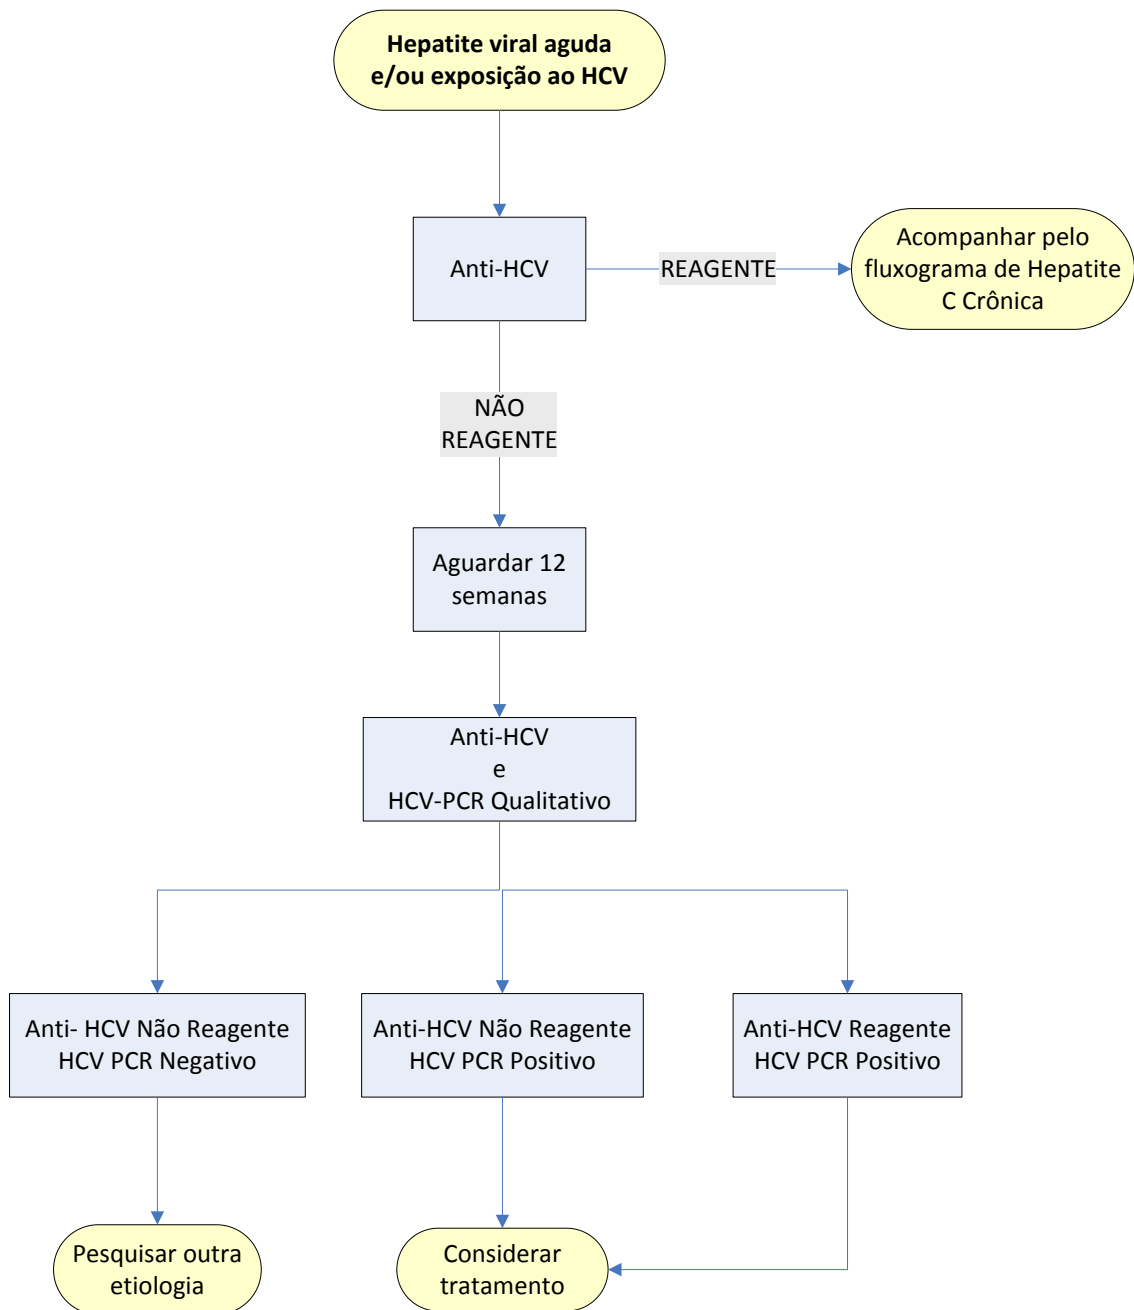 Hepatite viral aguda
e/ou exposição ao HCV
Anti-HCV
REAGENTE
Acompanhar pelo
fluxograma de Hepatite
C Crônica
NÃO
REAGENTE
Aguardar 12
semanas
Anti-HCV
e
HCV-PCR Qualitativo
Anti- HCV Não Reagente
HCV PCR Negativo
Anti-HCV Não Reagente
HCV PCR Positivo
Anti-HCV Reagente
HCV PCR Positivo
Pesquisar outra
etiologia
Considerar
tratamento